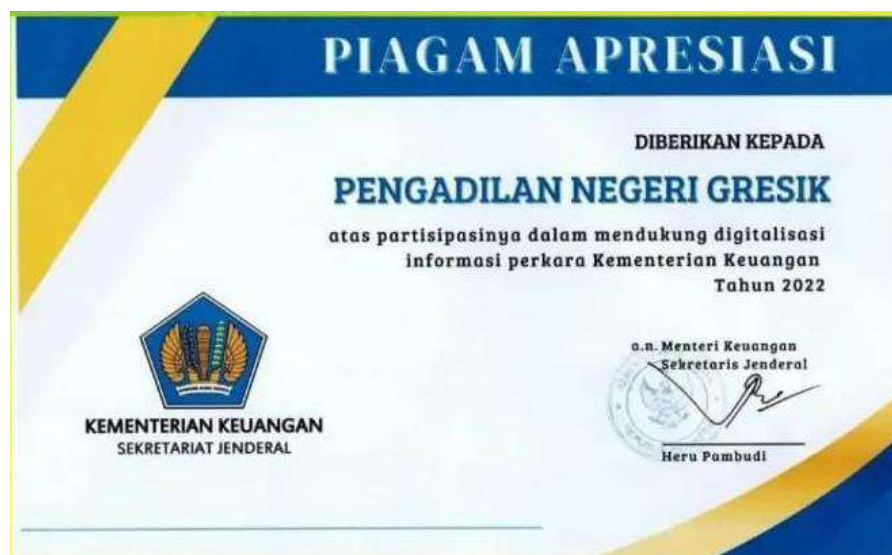 PIAGAM APRESIASI
DIBERIKAN KEPADA
PENGADILAN NEGERI GRESIK
atas partisipasinya dalam mendukung digitalisasi
informasi perkara Kementerian Keuangan
Tahun 2022
a.n. Menteri Keuangan
Sekretaris Jenderal
Heru Pambudi
KEMENTERIAN KEUANGAN
SEKRETARIAT JENDERAL